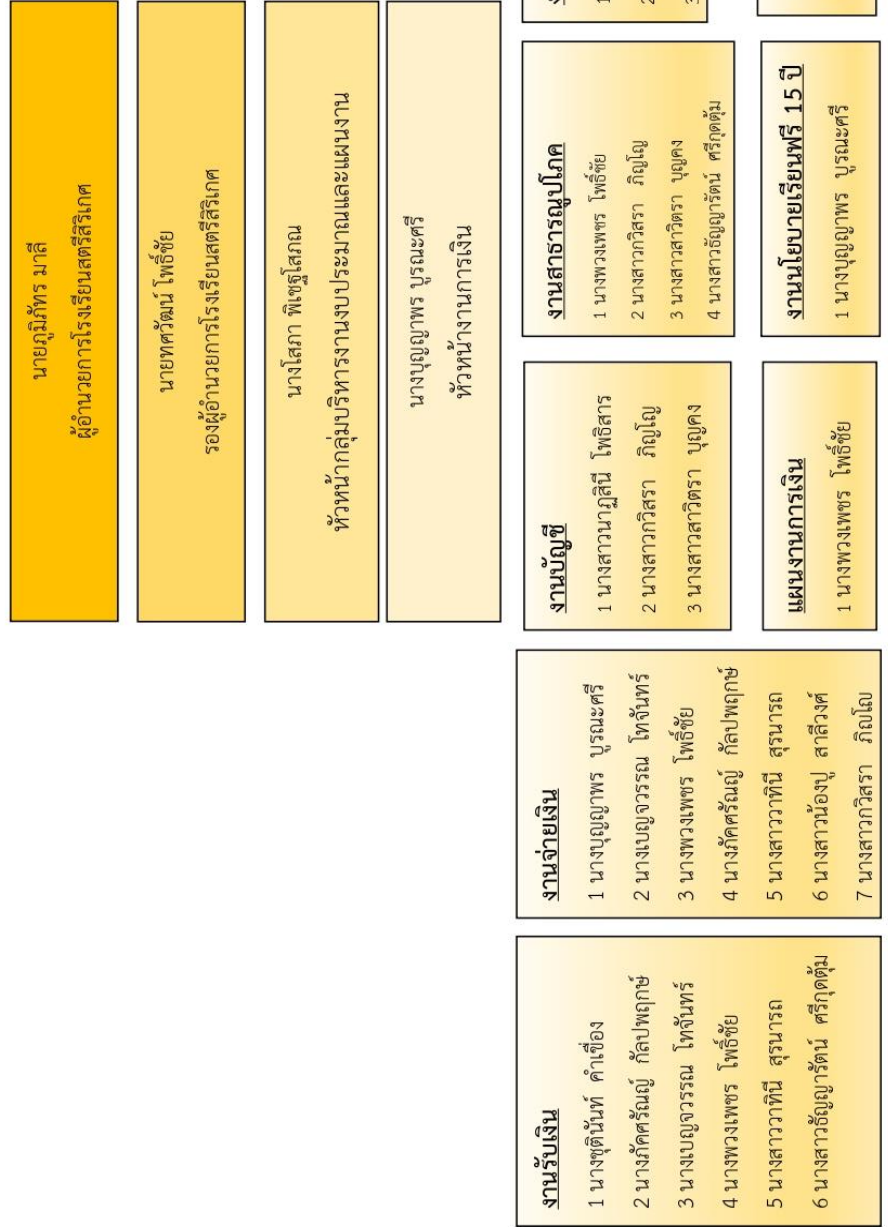 นายภูมิภัทร มาลี
ผู้อำนวยการโรงเรียนสตรีสิริเกศ
นายทศวัฒน์ โพธิ์ชัย
รองผู้อำนวยการโรงเรียนสตรีสิริเกศ
นางโสภา พิเชฐโสภณ
หัวหน้ากลุ่มบริหารงานงบประมาณและแผนงาน
นางบุญญาพร บูรณะศรี
หัวหน้างานการเงิน
งานรับเงิน
1 นางชุตินันท์ คำเขื่อง
2 นางภัคศรัณญ์ กัลปพฤกษ์
3 นางเบญจวรรณ โทจันทร์
4 นางพวงเพชร โพธิ์ชัย
5 นางสาววาทินี สุรนารถ
6 นางสาวธัญญารัตน์ ศรีกุดตุ้ม
งานจ่ายเงิน
1 นางบุญญาพร บูรณะศรี
2 นางเบญจวรรณ โทจันทร์
3 นางพวงเพชร โพธิ์ชัย
4 นางภัคศรัณญ์ กัลปพฤกษ์
5 นางสาววาทินี สุรนารถ
6 นางสาวน้องปู สาลีวงศ์
7 นางสาวกวิสรา ภิญโญ
งานบัญชี
1 นางสาวนาฏสินี โพธิสาร
2 นางสาวกวิสรา ภิญโญ
3 นางสาวสาวิตรา บุญคง
งานสาธารณูปโภค
1 นางพวงเพชร โพธิ์ชัย
2 นางสาวกวิสรา ภิญโญ
3 นางสาวสาวิตรา บุญคง
4 นางสาวธัญญารัตน์ ศรีกุดตุ้ม
1
2
3
แผนงานการเงิน
1 นางพวงเพชร โพธิ์ชัย
งานนโยบายเรียนฟรี 15 ปี
1 นางบุญญาพร บูรณะศรี